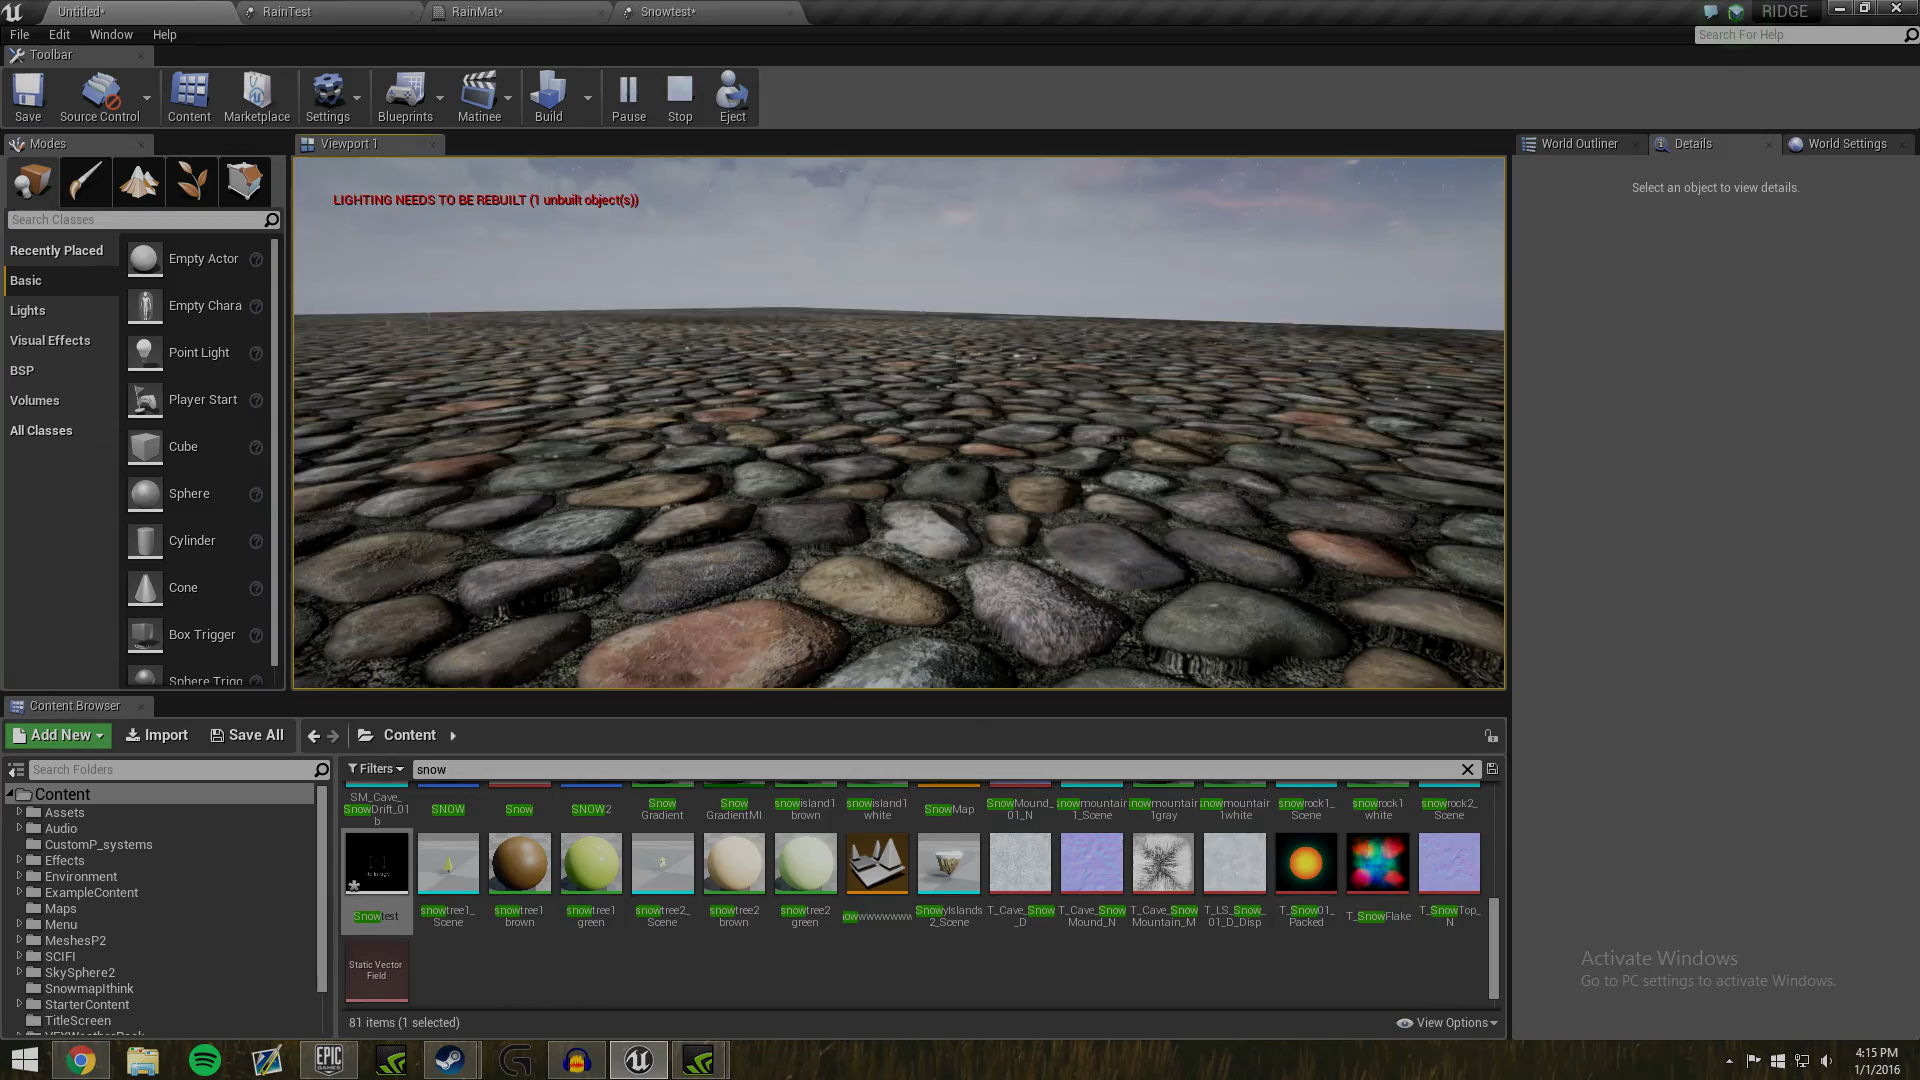 Untitled*
RainTest
RainMat*
Snowtest*
RIDGE
File
Edit
Window
Help
Search For Help
Toolbar
Save
Source Control
Content
Marketplace
Settings
Blueprints
Matinee
Build
Pause
Stop
Eject
Modes
Viewport 1
World Outliner
Details
World Settings
Search Classes
Select an object to view details.
LIGHTING NEEDS TO BE REBUILT (1 unbuilt object(s))
Recently Placed
Basic
Lights
Visual Effects
BSP
Volumes
All Classes
Empty Actor
Empty Chara
Point Light
Player Start
Cube
Sphere
Cylinder
Cone
Box Trigger
Sphere Trigg
Content Browser
Add New
Import
Save All
Content
Search Folders
Filters
snow
Content
Assets
Audio
CustomP_systems
Effects
Environment
ExampleContent
Maps
Menu
MeshesP2
SCIFI
SkySphere2
SnowmapIthink
StarterContent
TitleScreen
SM_Cave_
SnowDrift_01
b
SNOW
Snow
SNOW2
Snow
Gradient
Snow
GradientMI
snowisland1
brown
snowisland1
white
SnowMap
SnowMound_
01_N
snowmountain
1_Scene
nowmountain
1gray
nowmountain
1white
snowrock1_
Scene
snowrock1
white
snowrock2_
Scene
Snowtest
snowtree1_
Scene
snowtree1
brown
snowtree1
green
snowtree2_
Scene
snowtree2
brown
snowtree2
green
owwwwwwww
SnowyIslands
2_Scene
T_Cave_Snow
_D
T_Cave_Snow
Mound_N
T_Cave_Snow
Mountain_M
T_LS_Snow_
01_D_Disp
T_Snow01_
Packed
T_SnowFlake
T_SnowTop_
N
Static Vector
Field
81 items (1 selected)
View Options
Activate Windows
Go to PC settings to activate Windows.
EPIC
GAMES
4:15 PM
1/1/2016